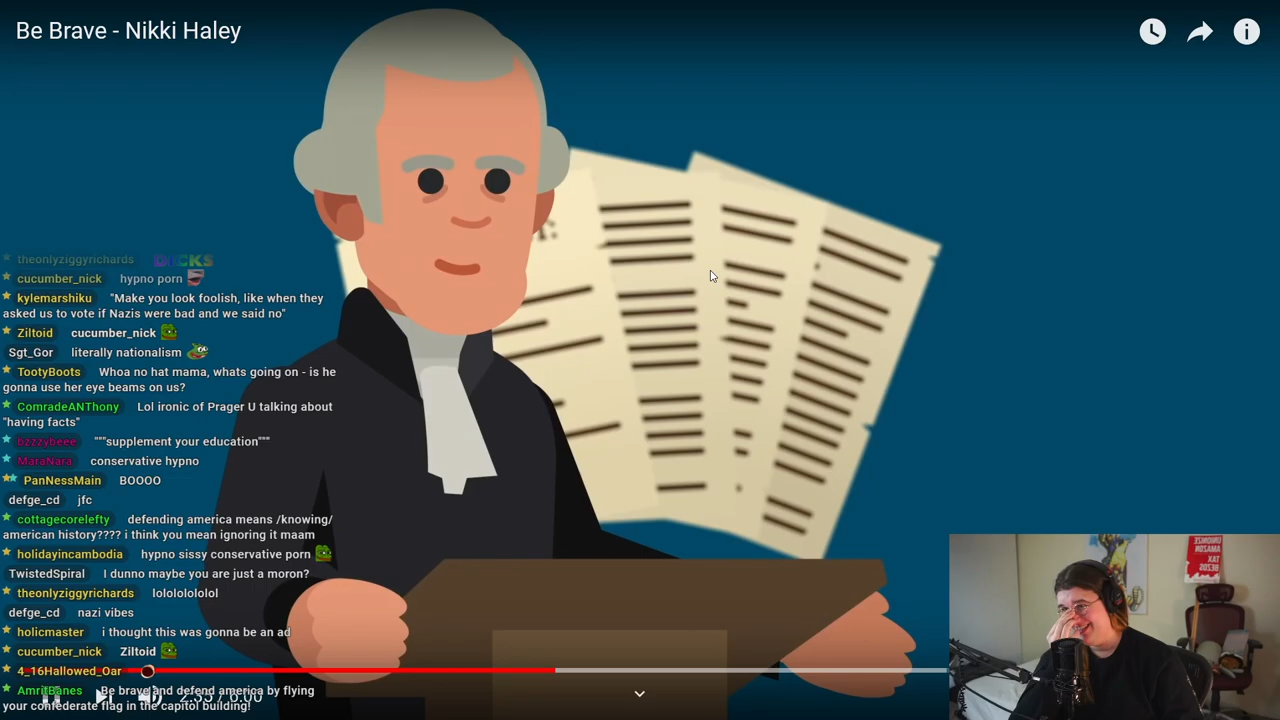 Be Brave - Nikki Haley
theonlyziggyrichards DICKS
cucumber_nick hypno porn
kylemarshiku "Make you look foolish, like when they
asked us to vote if Nazis were bad and we said no"
Ziltoid cucumber_nick
Sgt_Gor literally nationalism
TootyBoots Whoa no hat mama, whats going on - is he
gonna use her eye beams on us?
ComradeANThony Lol ironic of Prager U talking about
"having facts"
bzzzybeee """supplement your education"""
MaraNara conservative hypno
PanNessMain BOOOO
defge_cd jfc
cottagecorelefty defending america means /knowing/
american history???? i think you mean ignoring it maam
holidayincambodia hypno sissy conservative porn
TwistedSpiral I dunno maybe you are just a moron?
theonlyziggyrichards lolololololol
defge_cd nazi vibes
holicmaster i thought this was gonna be an ad
cucumber_nick Ziltoid
4_16Hallowed_Oar
AmritBanes Be brave and defend america by flying
your confederate flag in the capitol building!
UNIONIZE
AMAZON
TAX
BEZOS